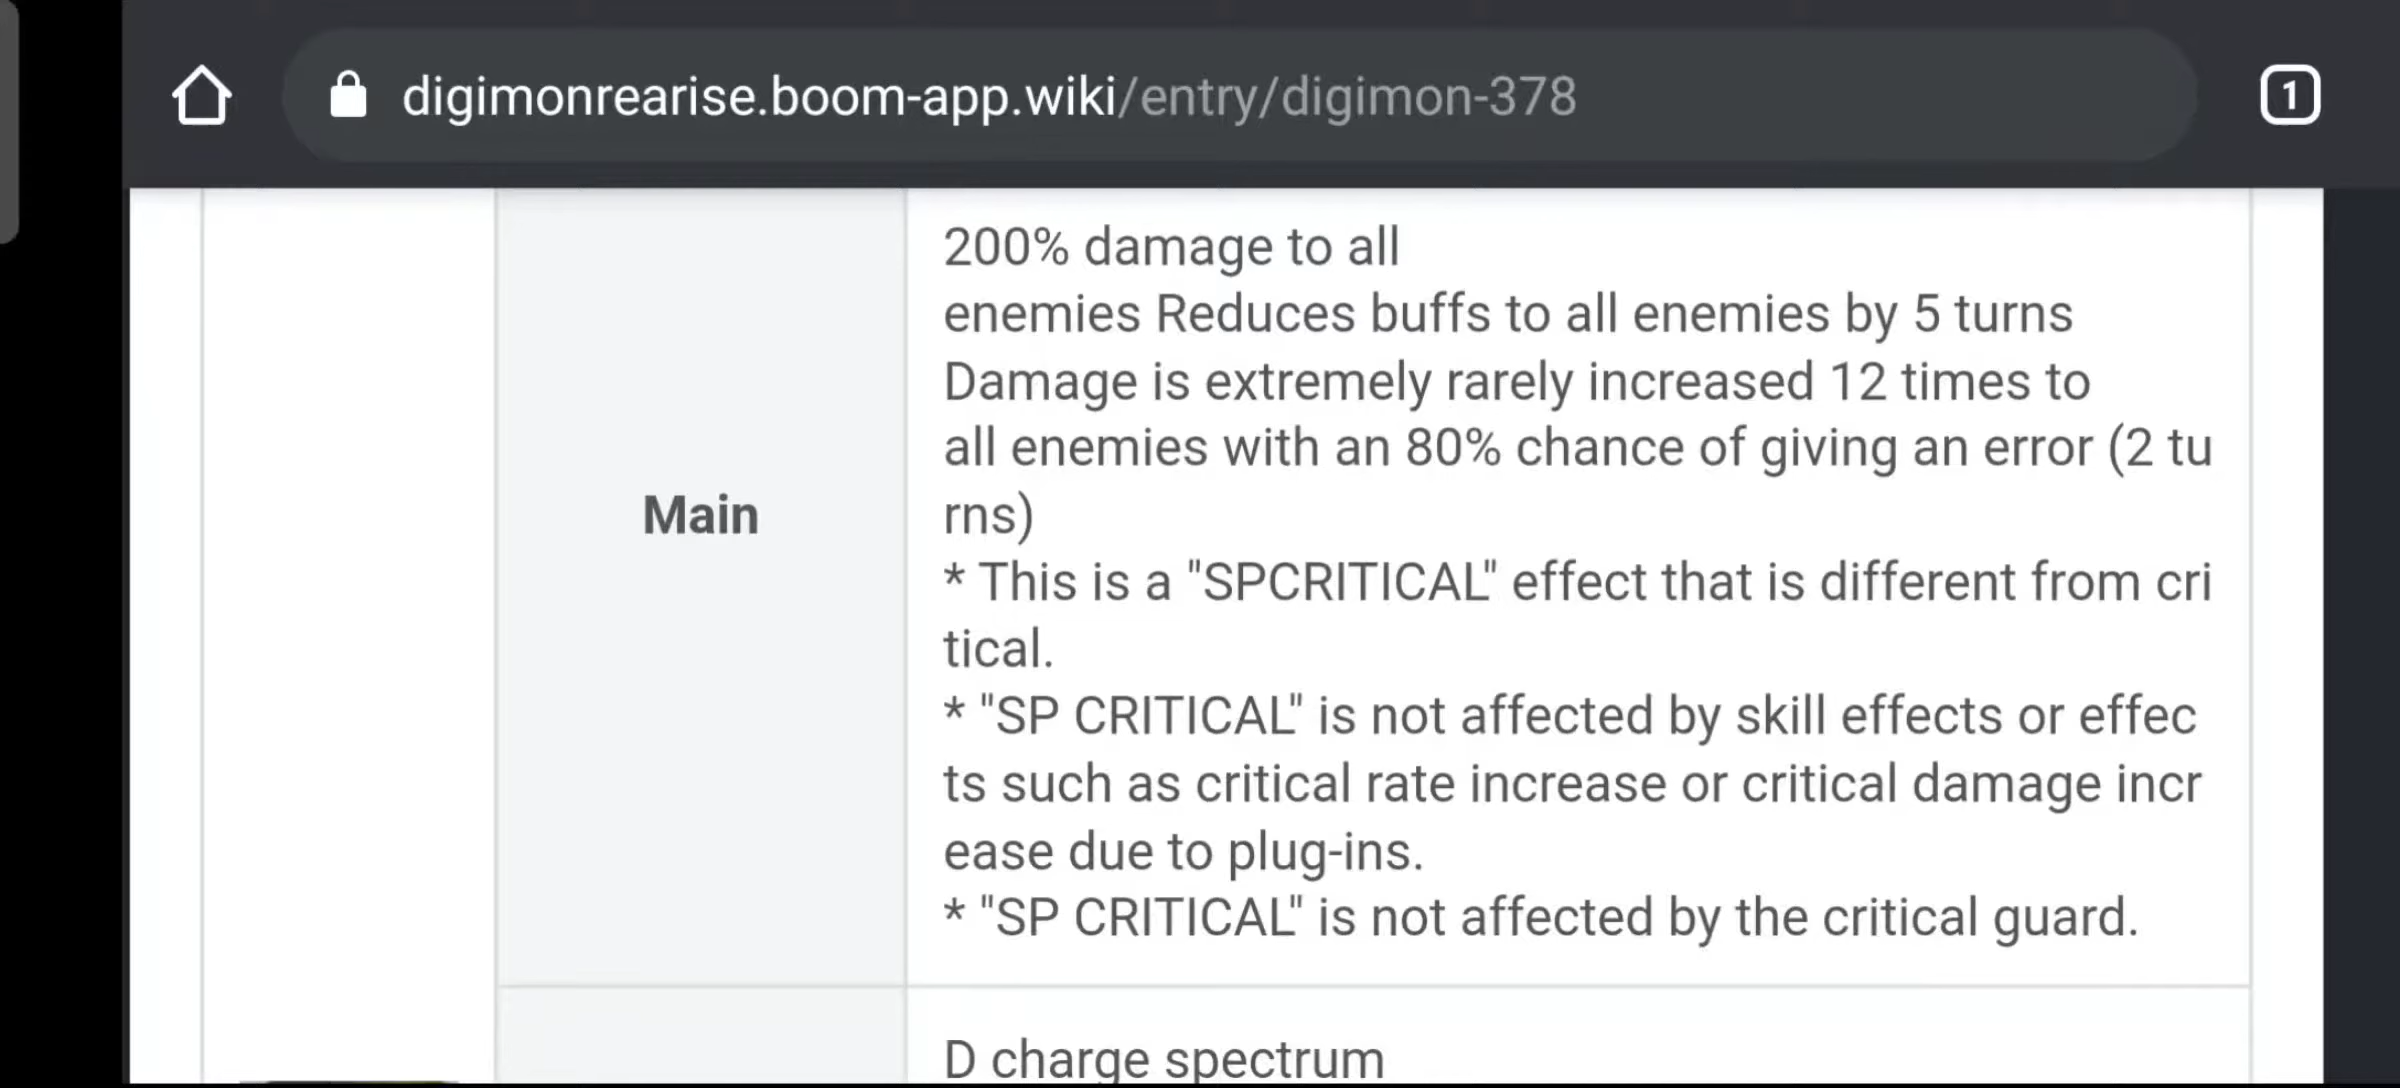 digimonrearise.boom-app.wiki/entry/digimon-378
1
200% damage to all
enemies Reduces buffs to all enemies by 5 turns
Damage is extremely rarely increased 12 times to
all enemies with an 80% chance of giving an error (2 tu
rns)
Main
* This is a "SPCRITICAL" effect that is different from cri
tical.
* "SP CRITICAL" is not affected by skill effects or effec
ts such as critical rate increase or critical damage incr
ease due to plug-ins.
* "SP CRITICAL" is not affected by the critical guard.
D charge spectrum